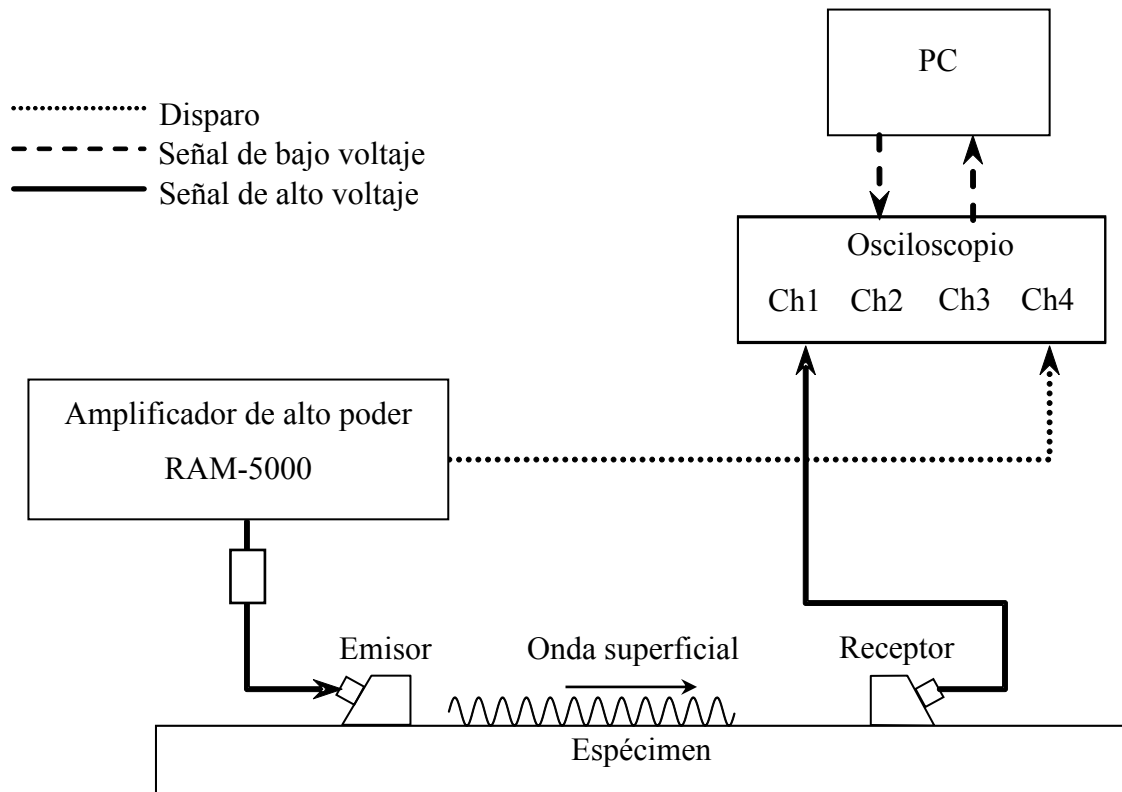 PC
Disparo
Señal de bajo voltaje
Señal de alto voltaje
Osciloscopio
Ch1 Ch2 Ch3 Ch4
Amplificador de alto poder
RAM-5000
Emisor
Onda superficial
Receptor
Espécimen